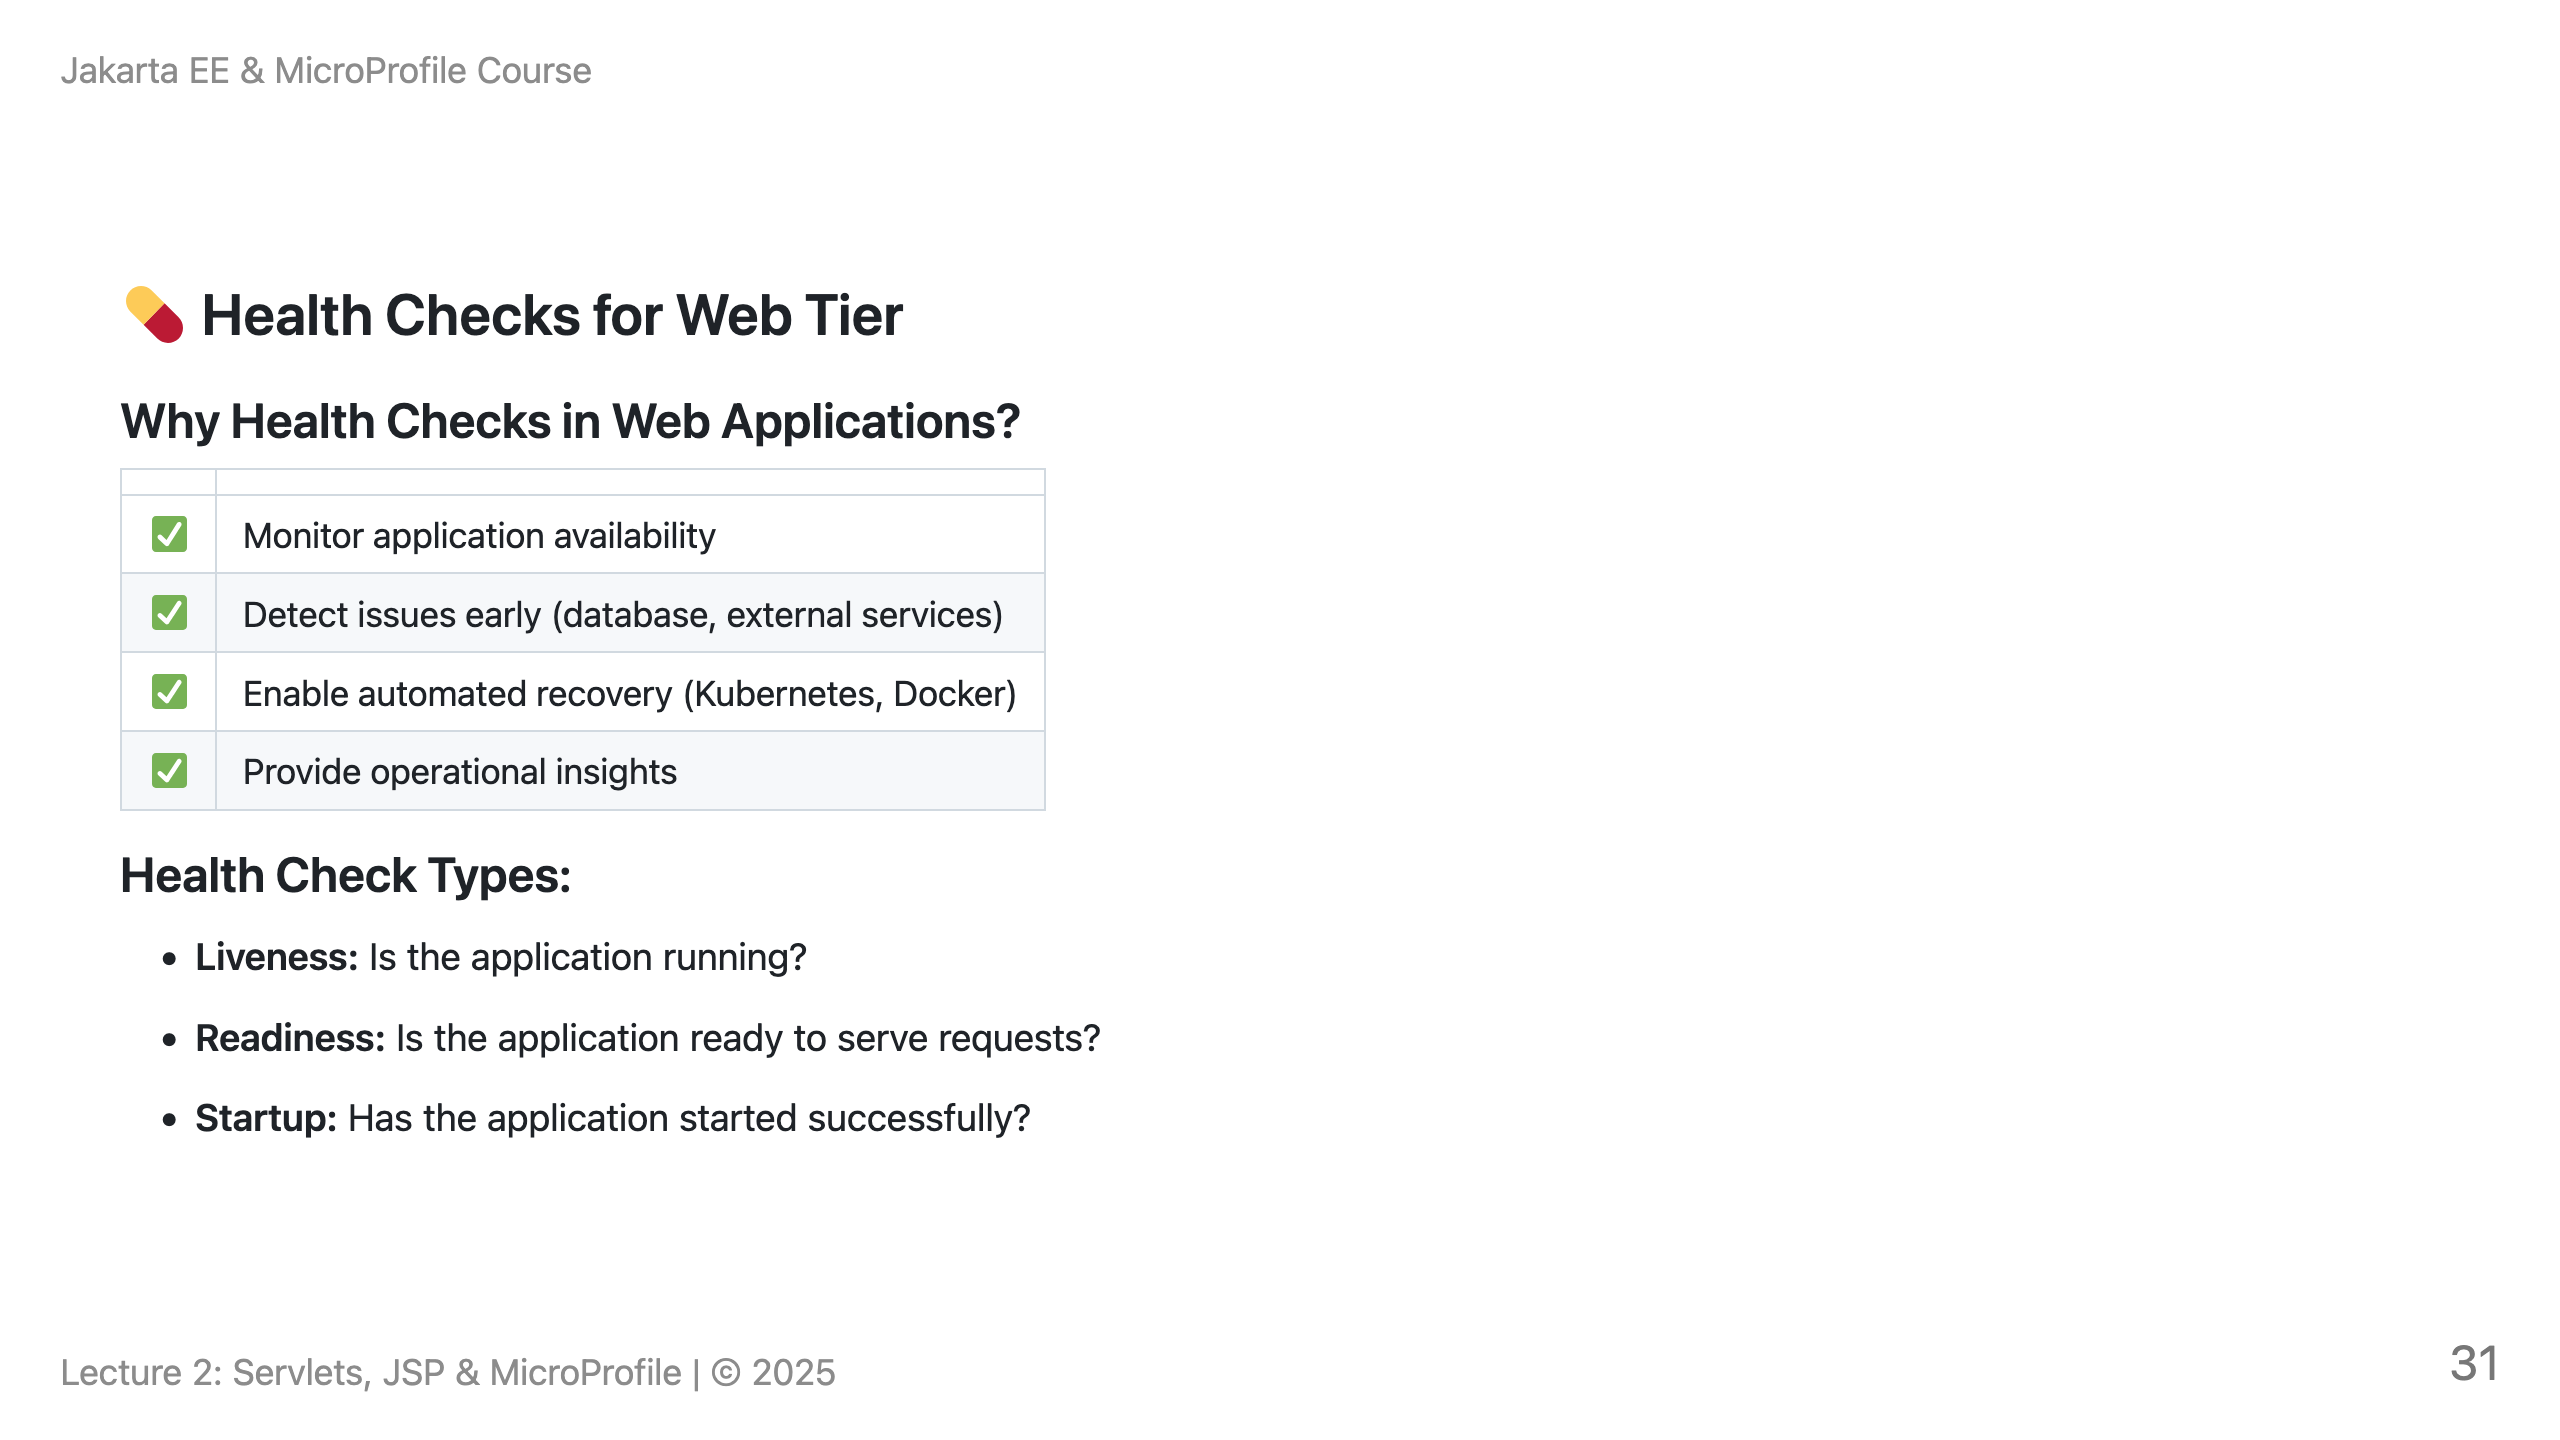 Jakarta EE & MicroProfile Course
💊 Health Checks for Web Tier
Why Health Checks in Web Applications?
✅ Monitor application availability
✅ Detect issues early (database, external services)
✅ Enable automated recovery (Kubernetes, Docker)
✅ Provide operational insights
Health Check Types:
• Liveness: Is the application running?
• Readiness: Is the application ready to serve requests?
• Startup: Has the application started successfully?
Lecture 2: Servlets, JSP & MicroProfile | © 2025
31